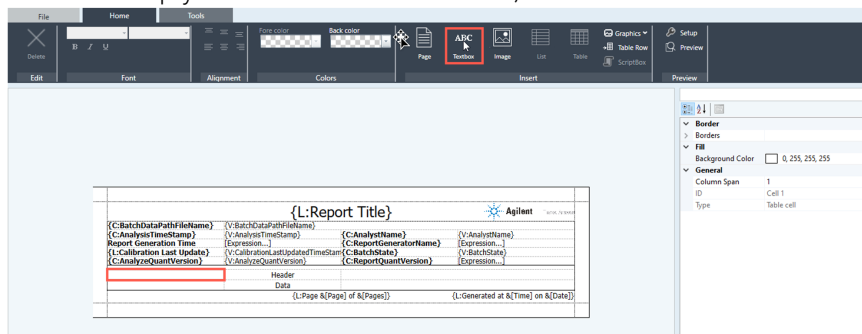 File Home Tools
Fore color Back color
Graphics Setup
B I U Page ABC Textbox Image List Table Table Row Preview
Delete ScriptBox
Edit Font Alignment Colors Insert Preview
Border
Borders
Fill
Background Color 0, 255, 255, 255
General
Column Span 1
ID Cell 1
Type Table cell
{L:Report Title} Agilent
{C:BatchDataPathFileName} {V:BatchDataPathFileName}
{C:AnalysisTimeStamp} {V:AnalysisTimeStamp} {C:AnalystName} {V:AnalystName}
Report Generation Time [Expression...] {C:ReportGeneratorName} [Expression...]
{L:Calibration Last Update} {V:CalibrationLastUpdatedTimeStam {C:BatchState} {V:BatchState}
{C:AnalyzeQuantVersion} {V:AnalyzeQuantVersion} {C:ReportQuantVersion} [Expression...]
Header
Data
{L:Page &[Page] of &[Pages]} {L:Generated at &[Time] on &[Date]}